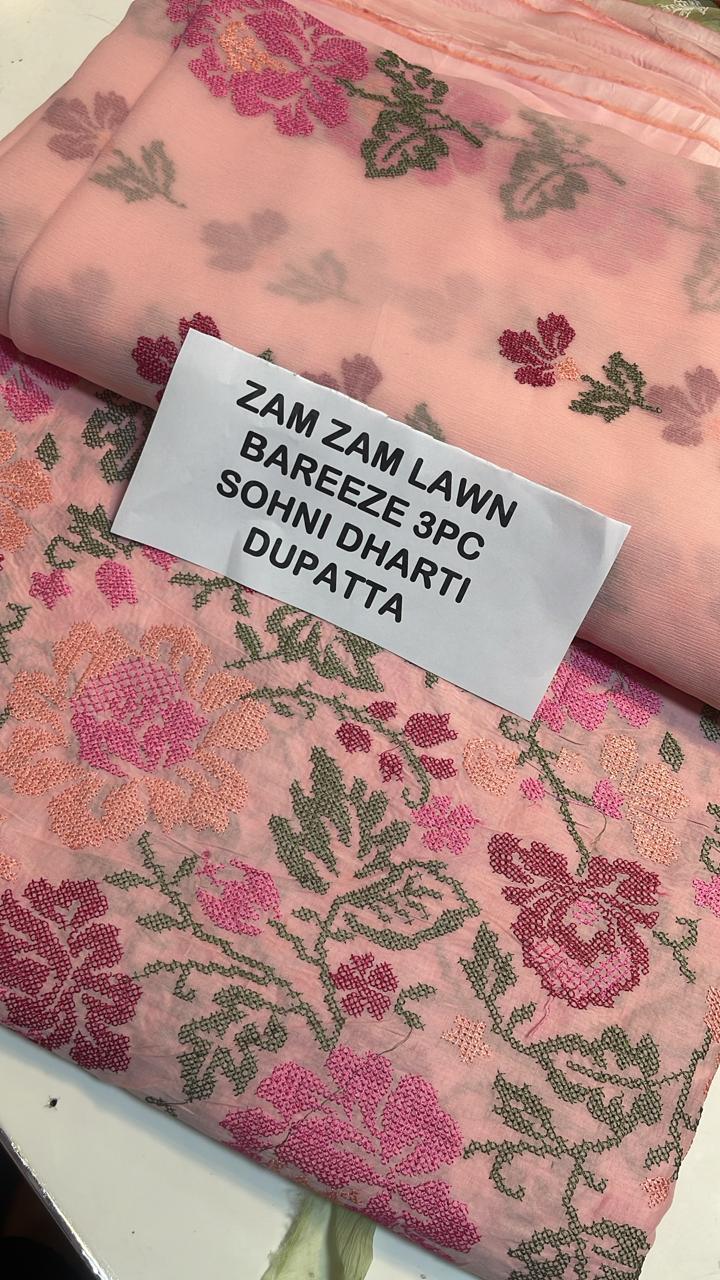 ZAM ZAM LAWN
BAREEZE 3PC
SOHNI DHARTI
DUPATTA